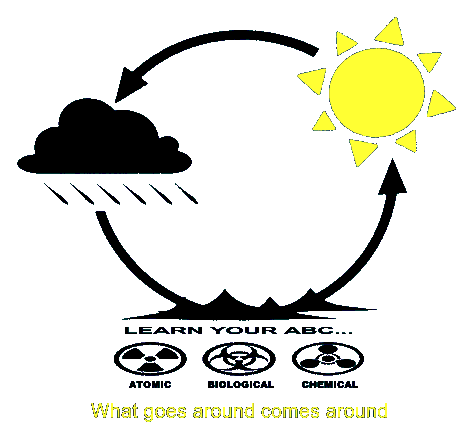 LEARN YOUR ABC...
ATOMIC BIOLOGICAL CHEMICAL
What goes around comes around